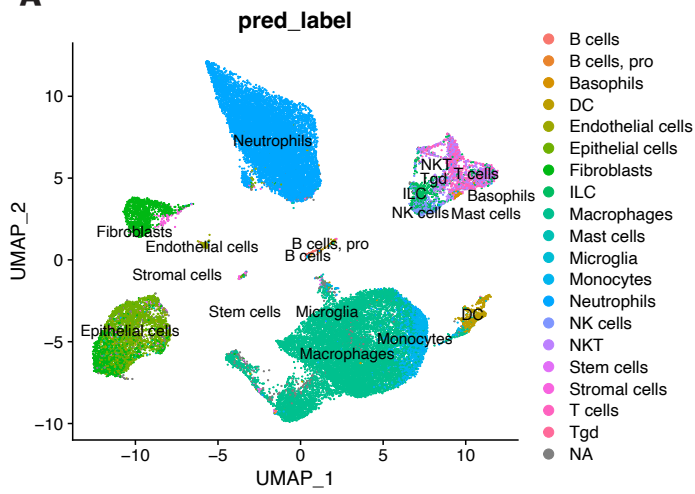 A
pred_label
UMAP_2
10
5
0
−5
−10
Neutrophils
NKT
T cells
Tgd
ILC
Basophils
NK cells
Mast cells
Fibroblasts
Endothelial cells
B cells, pro
B cells
Stromal cells
Stem cells
Microglia
DC
Epithelial cells
Monocytes
Macrophages
−10
−5
0
5
10
UMAP_1
B cells
B cells, pro
Basophils
DC
Endothelial cells
Epithelial cells
Fibroblasts
ILC
Macrophages
Mast cells
Microglia
Monocytes
Neutrophils
NK cells
NKT
Stem cells
Stromal cells
T cells
Tgd
NA